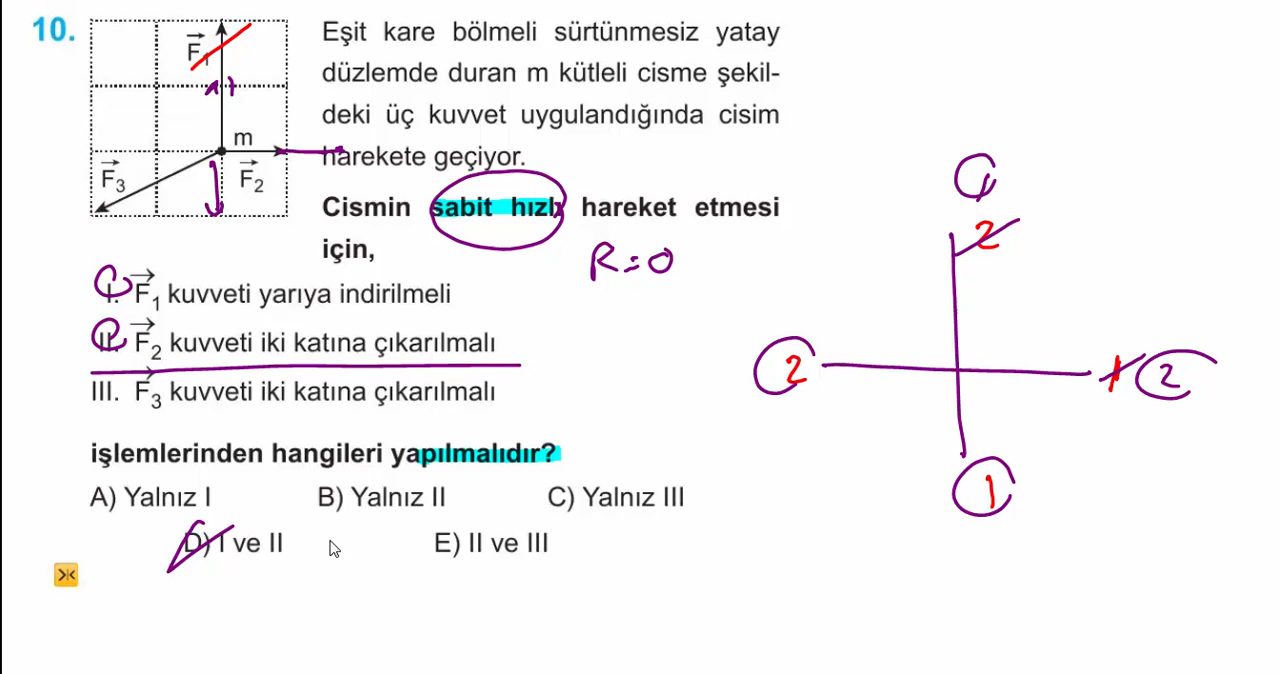 10.
Eşit kare bölmeli sürtünmesiz yatay
düzlemde duran m kütleli cisme şekil-
deki üç kuvvet uygulandığında cisim
harekete geçiyor.
F1
m
F3
F2
Cismin sabit hızlı hareket etmesi
için,
R=0
I. F1 kuvveti yarıya indirilmeli
II. F2 kuvveti iki katına çıkarılmalı
III. F3 kuvveti iki katına çıkarılmalı
işlemlerinden hangileri yapılmalıdır?
A) Yalnız I B) Yalnız II C) Yalnız III
D) I ve II E) II ve III
1
2
2 1 2
1